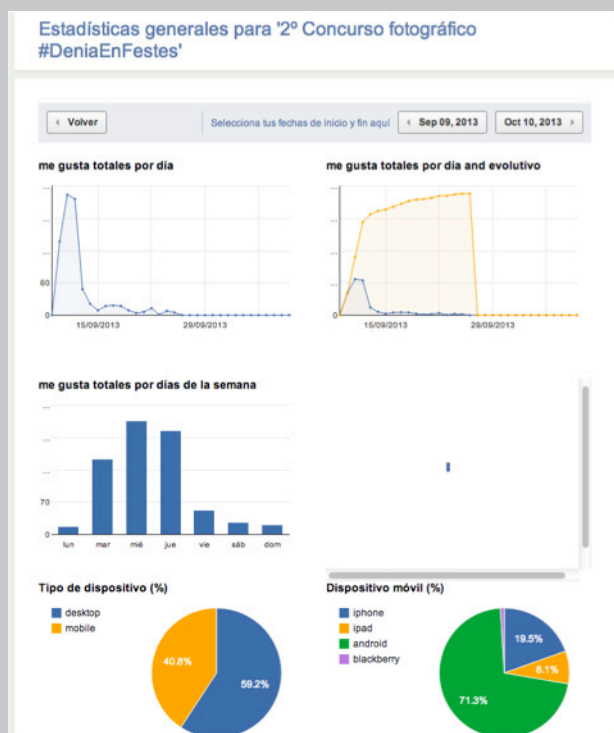 Estadísticas generales para '2º Concurso fotográfico
#DeniaEnFestes'
Volver
Selecciona tus fechas de inicio y fin aquí
Sep 09, 2013
Oct 10, 2013
me gusta totales por día
...
...
...
60
0
15/09/2013
29/09/2013
me gusta totales por día and evolutivo
...
...
...
...
0
15/09/2013
29/09/2013
me gusta totales por días de la semana
...
...
...
70
0
lun mar mié jue vie sáb dom
Tipo de dispositivo (%)
desktop
mobile
40.8%
59.2%
Dispositivo móvil (%)
iphone
ipad
android
blackberry
19.5%
8.1%
71.3%